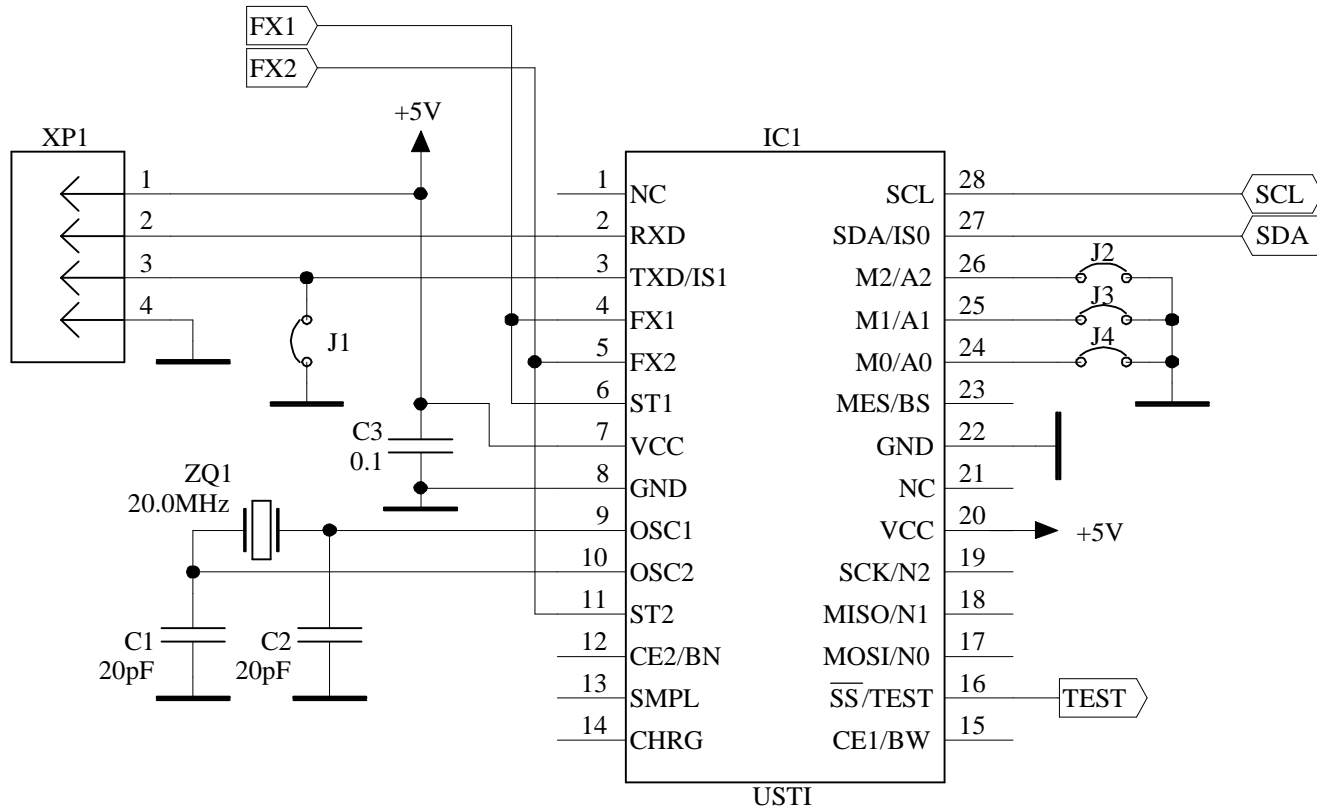 FX1
FX2
+5V
XP1
IC1
1
2
3
4
J1
C3
0.1
ZQ1
20.0MHz
C1
20pF
C2
20pF
1 NC
2 RXD
3 TXD/IS1
4 FX1
5 FX2
6 ST1
7 VCC
8 GND
9 OSC1
10 OSC2
11 ST2
12 CE2/BN
13 SMPL
14 CHRG
SCL 28
SDA/IS0 27
M2/A2 26
M1/A1 25
M0/A0 24
MES/BS 23
GND 22
NC 21
VCC 20
SCK/N2 19
MISO/N1 18
MOSI/N0 17
SS/TEST 16
CE1/BW 15
SCL
SDA
J2
J3
J4
+5V
TEST
USTI